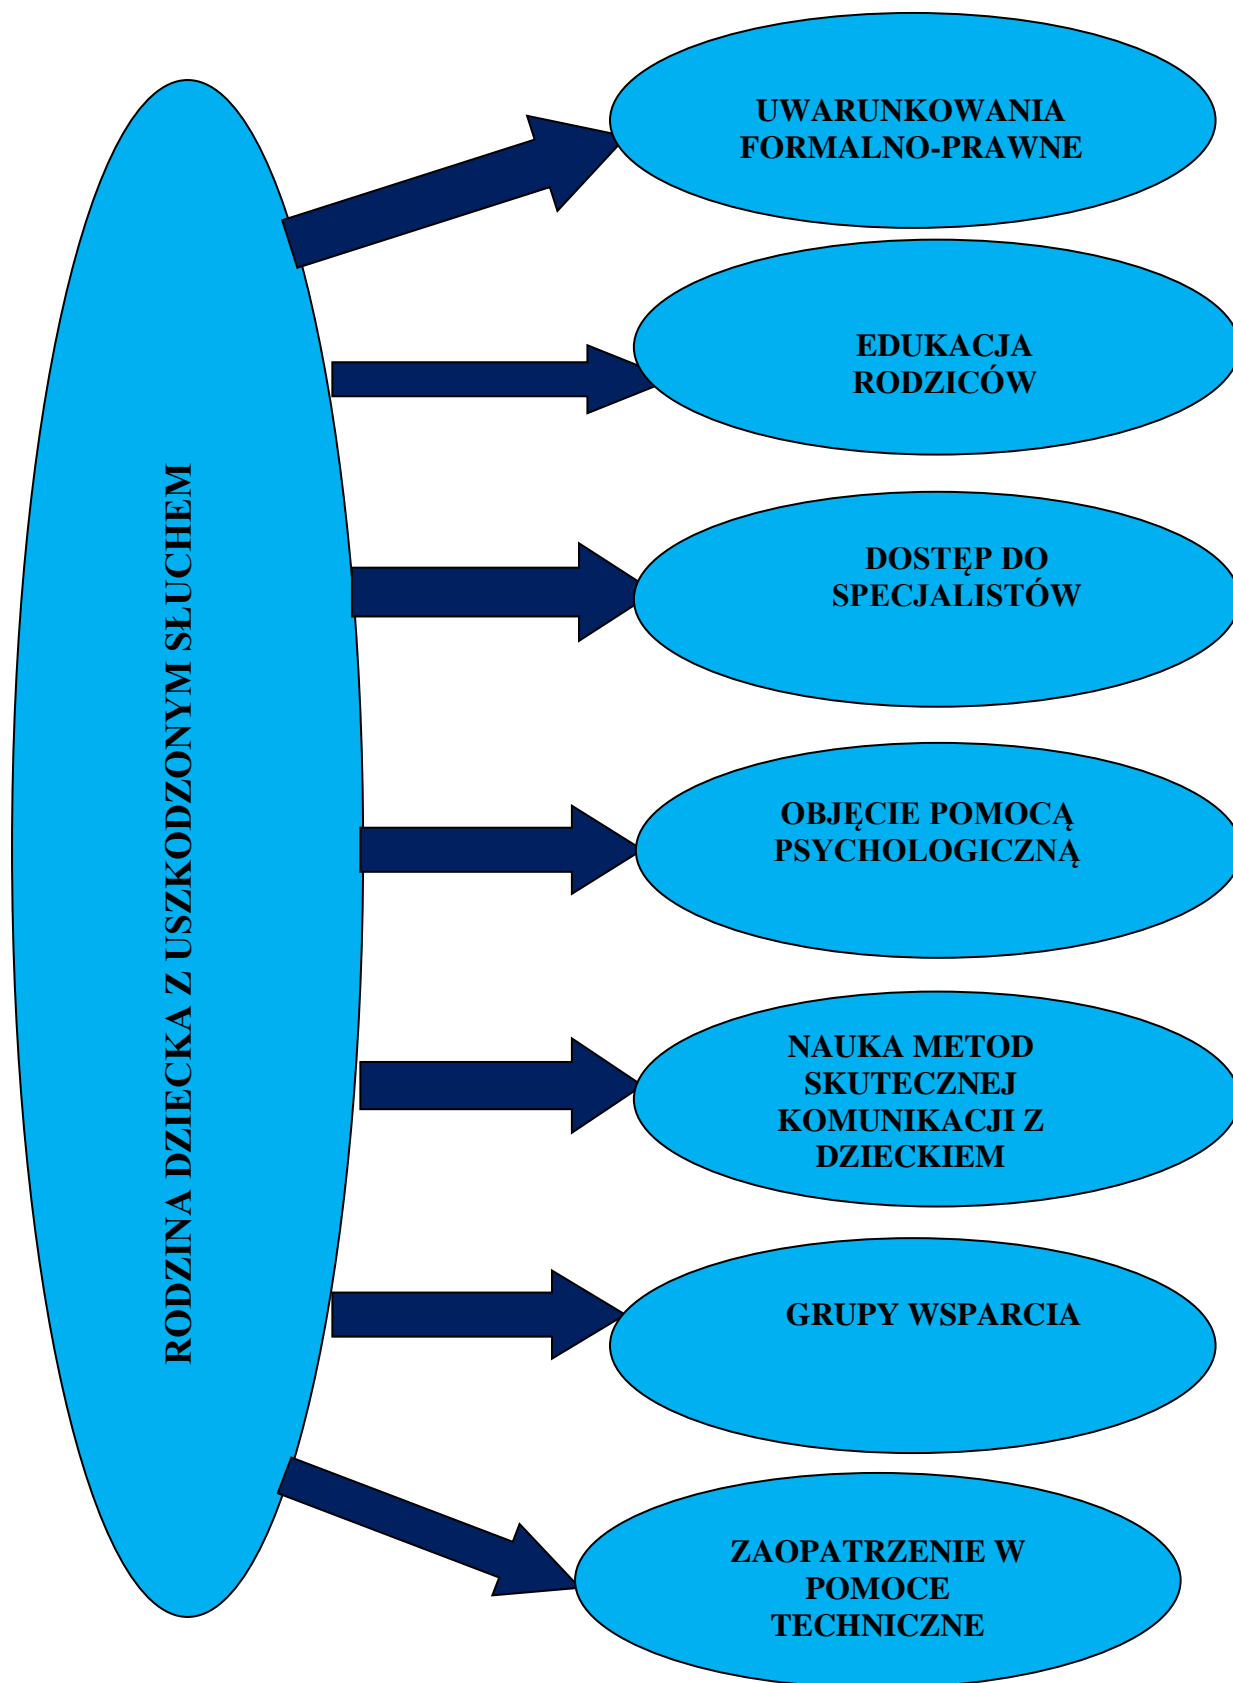 RODZINA DZIECKA Z USZKODZONYM SŁUCHEM
UWARUNKOWANIA
FORMALNO-PRAWNE
EDUKACJA
RODZICÓW
DOSTĘP DO
SPECJALISTÓW
OBJĘCIE POMOCĄ
PSYCHOLOGICZNĄ
NAUKA METOD
SKUTECZNEJ
KOMUNIKACJI Z
DZIECKIEM
GRUPY WSPARCIA
ZAOPATRZENIE W
POMOCE
TECHNICZNE